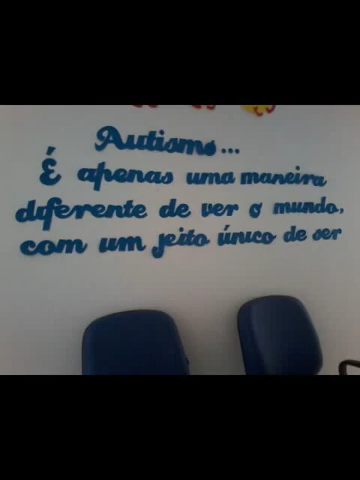 Autismo...
É apenas uma maneira
diferente de ver o mundo,
com um jeito único de ser